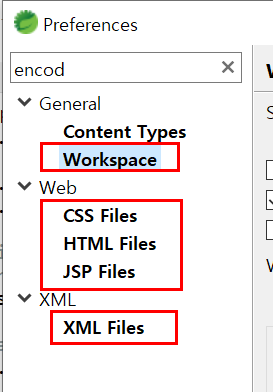 Preferences
encod
W
General
Content Types
Workspace
Web
CSS Files
HTML Files
JSP Files
XML
XML Files